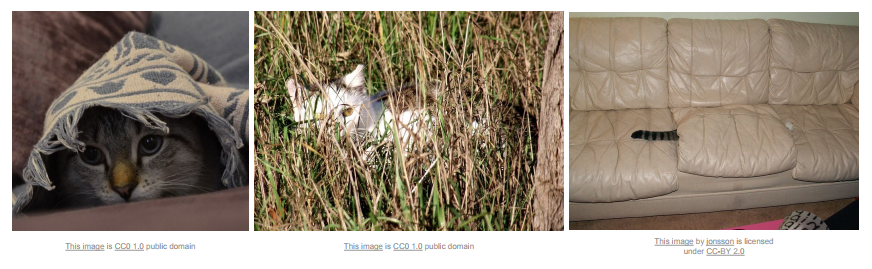 This image is CC0 1.0 public domain
This image is CC0 1.0 public domain
This image by jonsson is licensed
under CC-BY 2.0